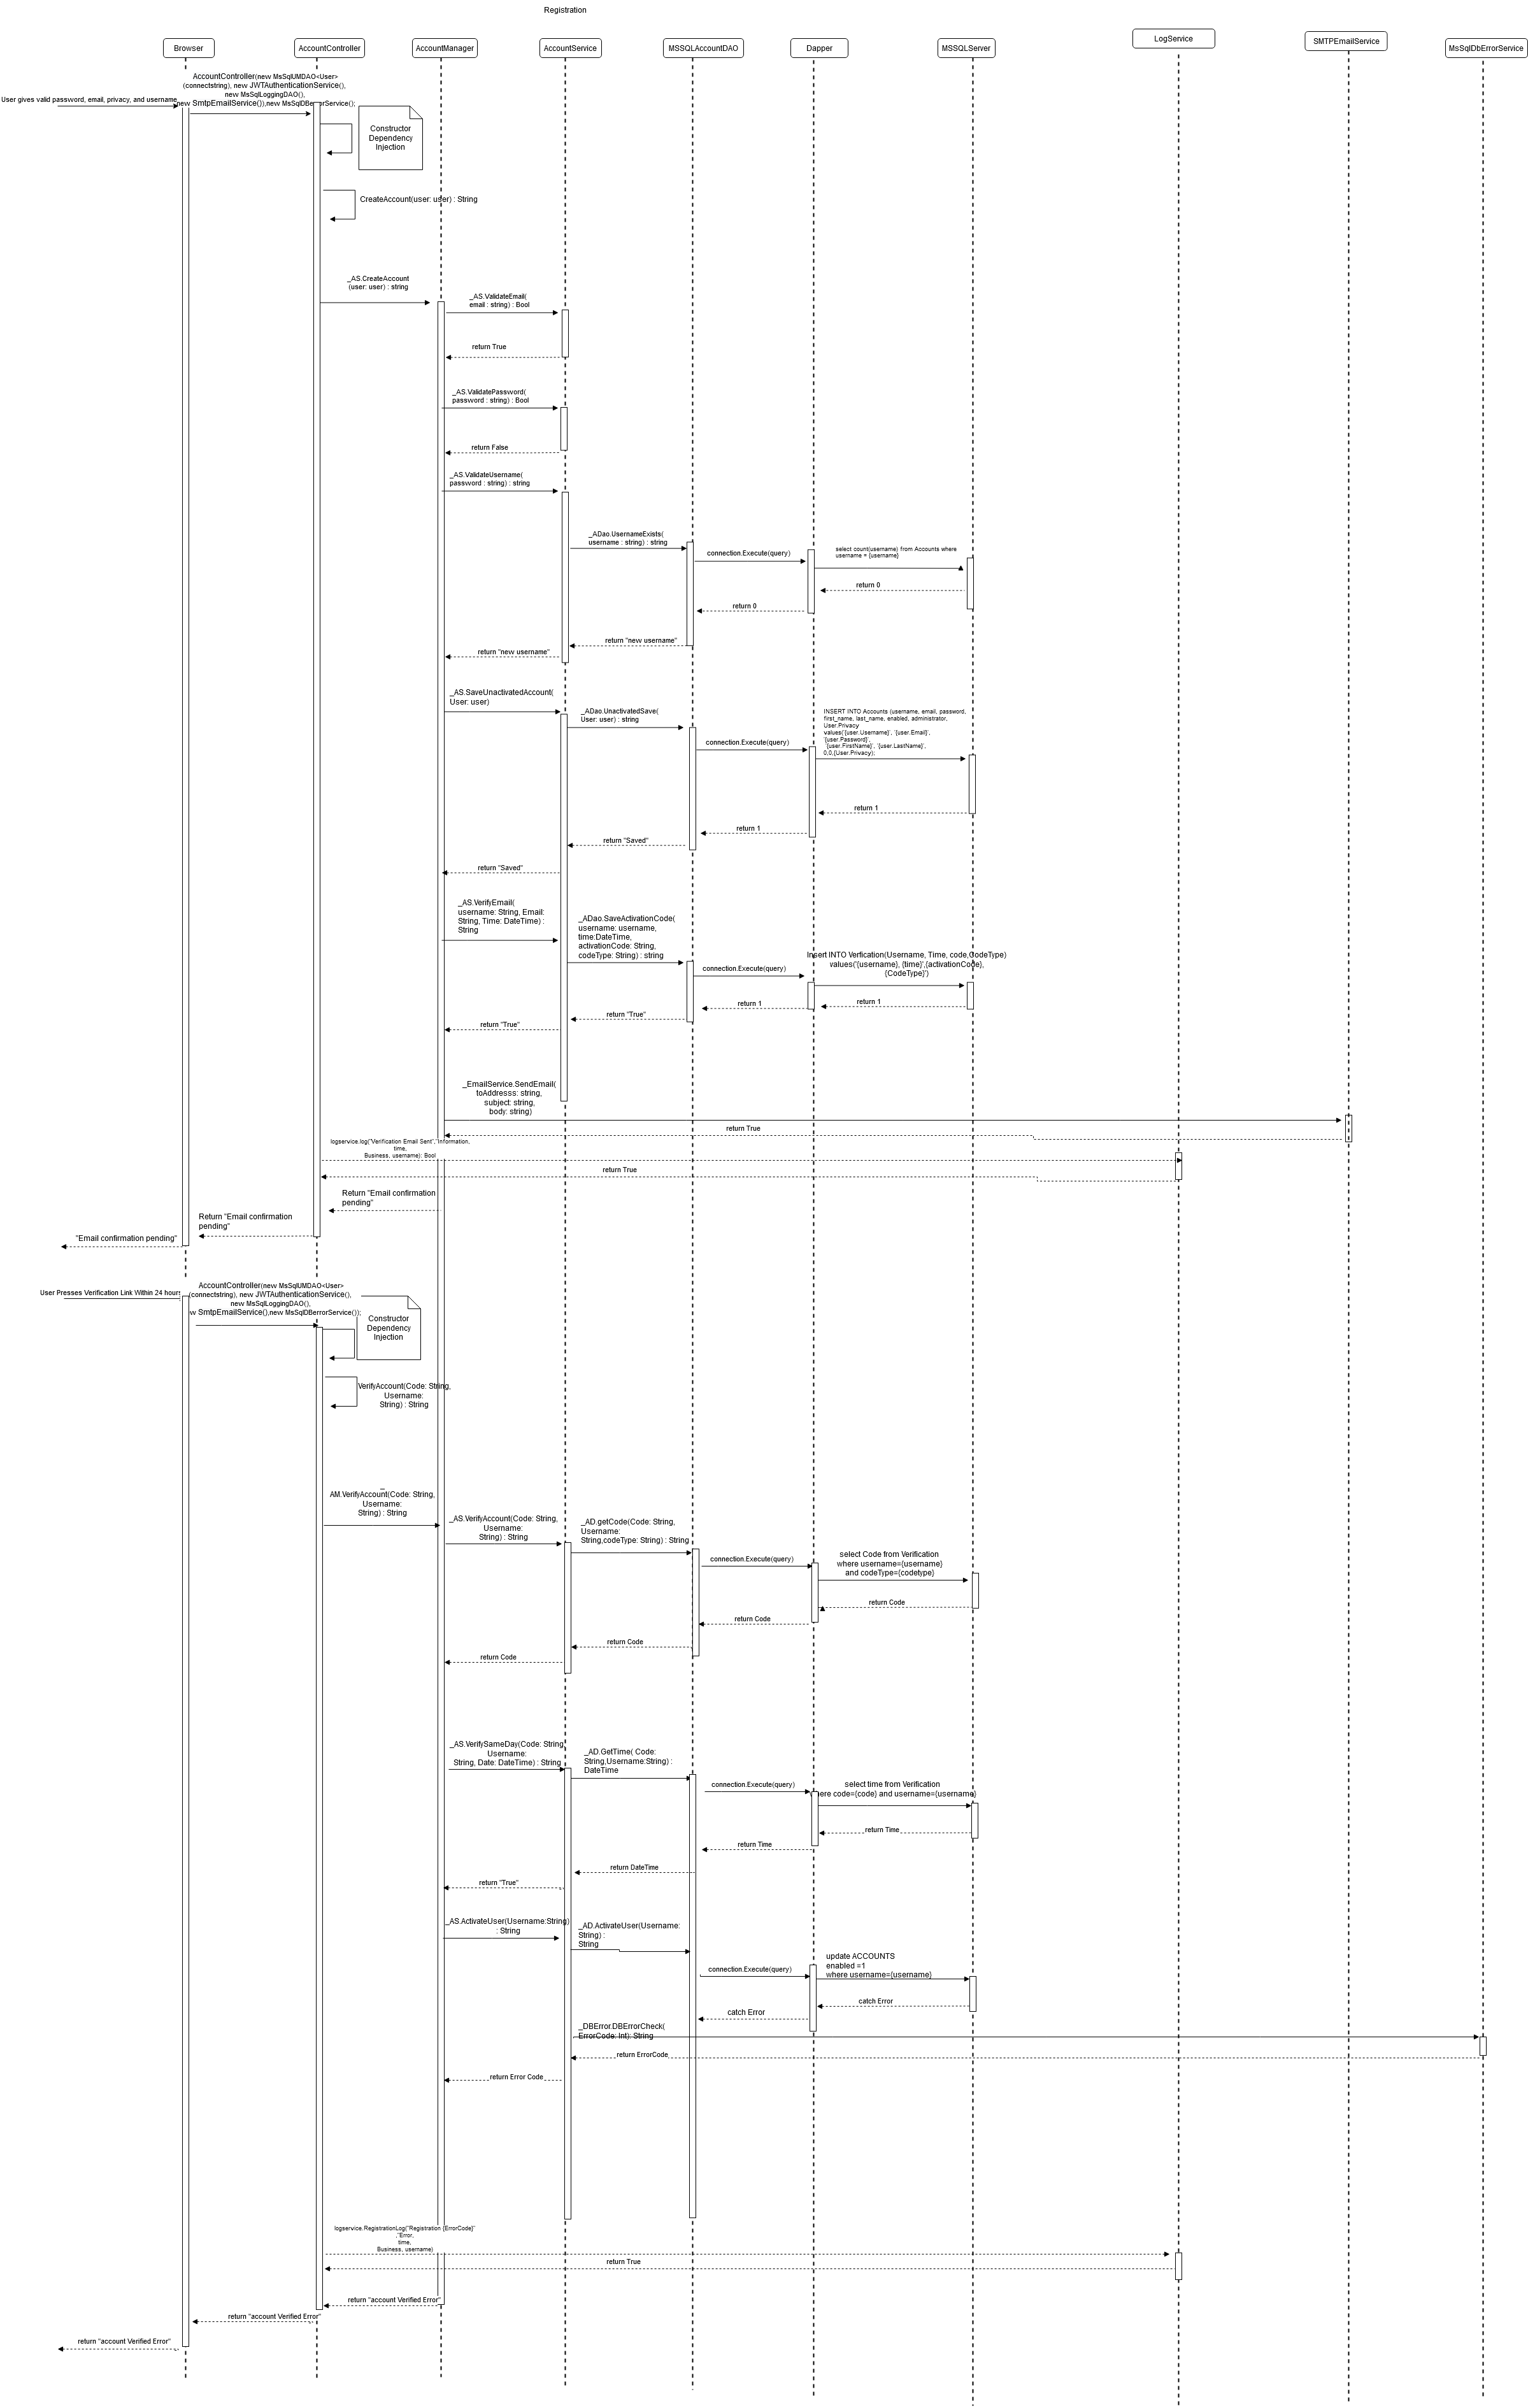 Registration
Browser
AccountController
AccountManager
AccountService
MSSQLAccountDAO
Dapper
MSSQLServer
LogService
SMTPEmailService
MsSqlDbErrorService
AccountController(new MsSqlUMDAO<User>
(connectstring), new JWTAuthenticationService(),
new MsSqlLoggingDAO(),
new SmtpEmailService()),new MsSqlDBerrorService();
User gives valid password, email, privacy, and username
Constructor
Dependency
Injection
CreateAccount(user: user) : String
_AS.CreateAccount
(user: user) : string
_AS.ValidateEmail(
email : string) : Bool
return True
_AS.ValidatePassword(
password : string) : Bool
return False
_AS.ValidateUsername(
password : string) : string
_ADao.UsernameExists(
username : string) : string
connection.Execute(query)
select count(username) from Accounts where
username = {username}
return 0
return 0
return "new username"
return "new username"
_AS.SaveUnactivatedAccount(
User: user)
_ADao.UnactivatedSave(
User: user) : string
connection.Execute(query)
INSERT INTO Accounts (username, email, password,
first_name, last_name, enabled, administrator,
User.Privacy
values('{user.Username}', '{user.Email}',
'{user.Password}',
'{user.FirstName}', '{user.LastName}',
0,0,{User.Privacy);
return 1
return 1
return "Saved"
return "Saved"
_AS.VerifyEmail(
username: String, Email:
String, Time: DateTime) :
String
_ADao.SaveActivationCode(
username: username,
time:DateTime,
activationCode: String,
codeType: String) : string
connection.Execute(query)
Insert INTO Verfication(Username, Time, code,CodeType)
values('{username}, {time}',{activationCode},
{CodeType}')
return 1
return 1
return "True"
return "True"
_EmailService.SendEmail(
toAddresss: string,
subject: string,
body: string)
return True
logservice.log("Verification Email Sent","Information,
time,
Business, username): Bool
return True
Return "Email confirmation
pending"
Return "Email confirmation
pending"
"Email confirmation pending"
AccountController(new MsSqlUMDAO<User>
(connectstring), new JWTAuthenticationService(),
new MsSqlLoggingDAO(),
w SmtpEmailService(),new MsSqlDBerrorService());
User Presses Verification Link Within 24 hours
Constructor
Dependency
Injection
VerifyAccount(Code: String,
Username:
String) : String
_
AM.VerifyAccount(Code: String,
Username:
String) : String
_AS.VerifyAccount(Code: String,
Username:
String) : String
_AD.getCode(Code: String,
Username:
String,codeType: String) : String
connection.Execute(query)
select Code from Verification
where username={username}
and codeType={codetype}
return Code
return Code
return Code
return Code
_AS.VerifySameDay(Code: String,
Username:
String, Date: DateTime) : String
_AD.GetTime( Code:
String,Username:String) :
DateTime
connection.Execute(query)
select time from Verification
ere code={code} and username={username}
return Time
return Time
return DateTime
return "True"
_AS.ActivateUser(Username:String)
: String
_AD.ActivateUser(Username:
String) :
String
connection.Execute(query)
update ACCOUNTS
enabled =1
where username={username}
catch Error
catch Error
_DBError.DBErrorCheck(
ErrorCode: Int): String
return ErrorCode
return Error Code
logservice.RegistrationLog("Registration {ErrorCode}"
,"Error,
time,
Business, username)
return True
return "account Verified Error"
return "account Verified Error"
return "account Verified Error"